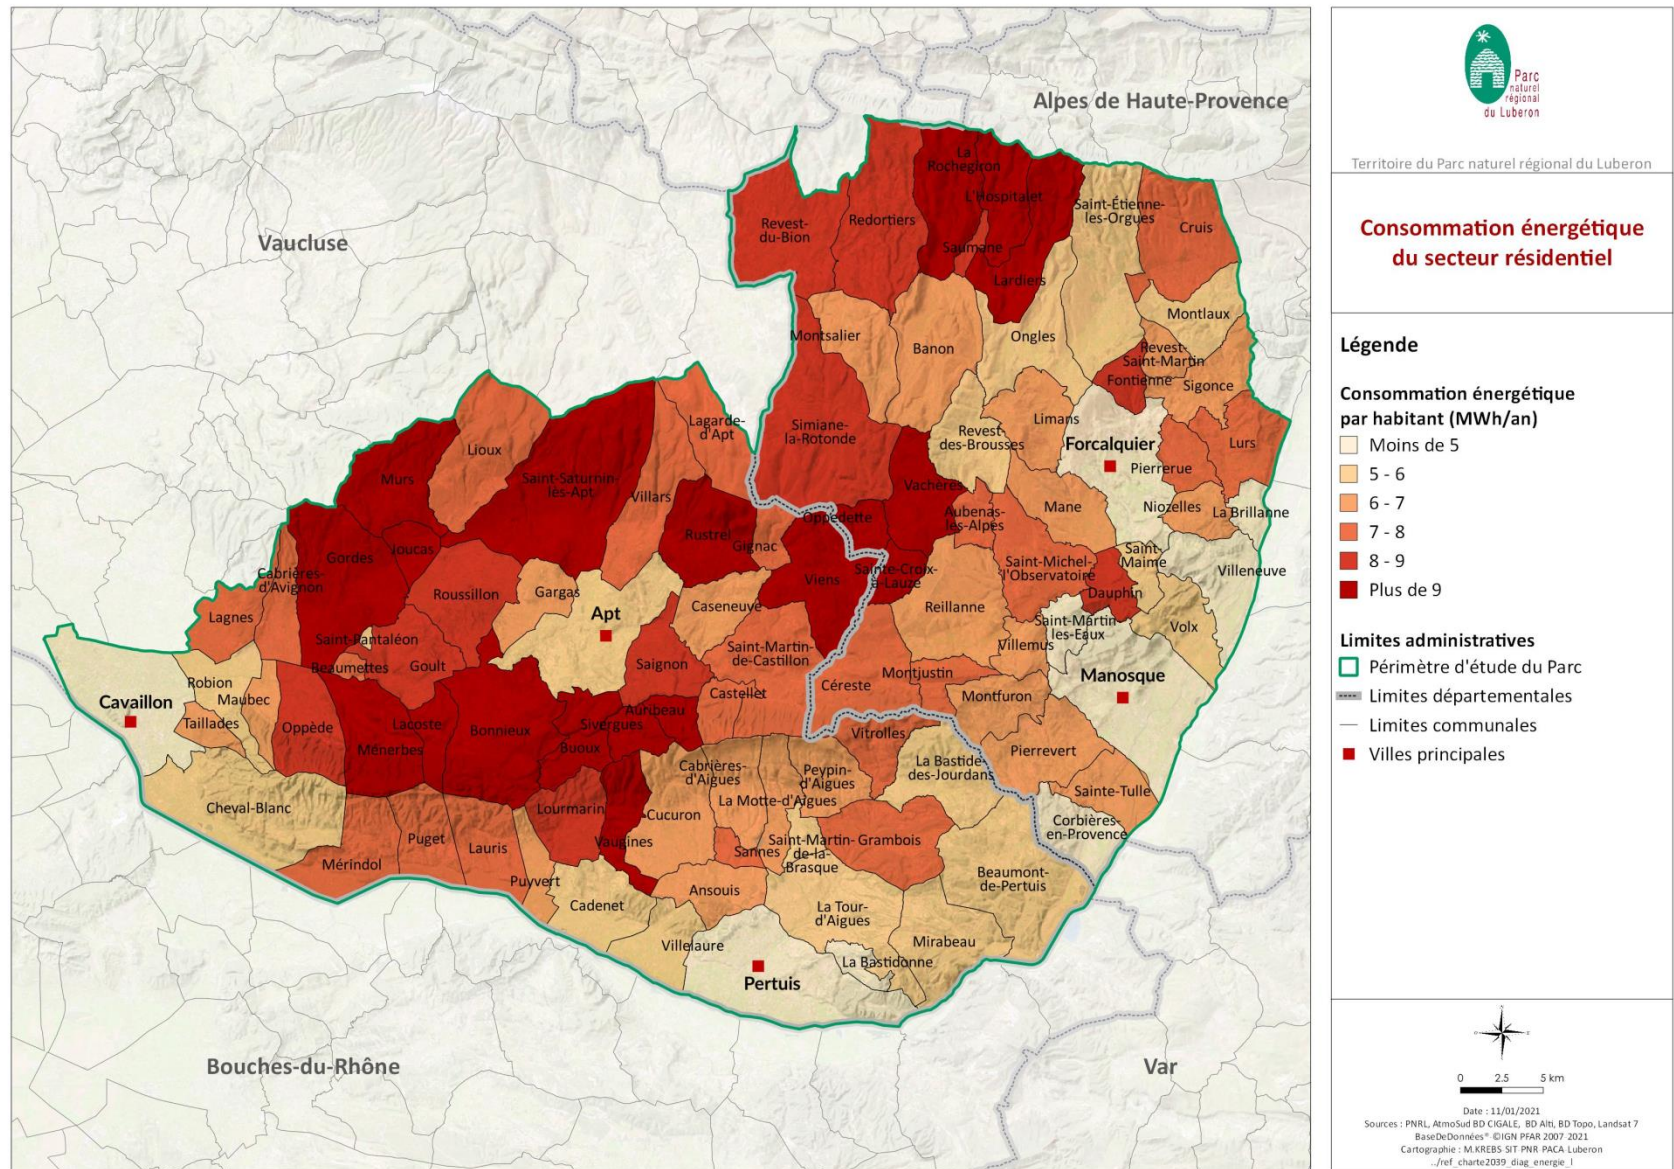 Alpes de Haute-Provence
Vaucluse
Bouches-du-Rhône
Var
La
Rochegiron
L'Hospitalet
Saint-Étienne-
les-Orgues
Revest-
du-Bion
Redortiers
Cruis
Saumane
Lardiers
Montlaux
Montsalier
Banon
Ongles
Revest-
Saint-Martin
Fontienne
Sigonce
Lagarde-
d'Apt
Simiane-
la-Rotonde
Revest-
des-Brousses
Limans
Forcalquier
Lurs
Lioux
Pierrerue
Murs
Saint-Saturnin-
lès-Apt
Villars
Vachères
Oppedette
Aubenas-
les-Alpes
Mane
Niozelles
La Brillanne
Rustrel
Gignac
Gordes
Joucas
Saint-
Maime
Villeneuve
Cabrières-
d'Avignon
Viens
Sainte-Croix-
à-Lauze
Saint-Michel-
l'Observatoire
Dauphin
Roussillon
Gargas
Apt
Caseneuve
Reillanne
Lagnes
Saint-Martin-
les-Eaux
Volx
Saint-Pantaléon
Beaumettes
Goult
Saignon
Saint-Martin-
de-Castillon
Villemus
Manosque
Robion
Maubec
Cavaillon
Taillades
Oppède
Castellet
Céreste
Montjustin
Montfuron
Lacoste
Ménerbes
Bonnieux
Sivergues
Auribeau
Buoux
Vitrolles
Pierrevert
Cabrières-
d'Aigues
Peypin-
d'Aigues
La Bastide-
des-Jourdans
Sainte-Tulle
Cheval-Blanc
Lourmarin
Cucuron
La Motte-d'Aigues
Corbières-
en-Provence
Mérindol
Puget
Lauris
Vaugines
Sannes
Saint-Martin-
de-la-
Brasque
Grambois
Puyvert
Ansouis
Beaumont-
de-Pertuis
Cadenet
La Tour-
d'Aigues
Villelaure
Mirabeau
La Bastidonne
Pertuis
Parc
naturel
régional
du Luberon
Territoire du Parc naturel régional du Luberon
Consommation énergétique
du secteur résidentiel
Légende
Consommation énergétique
par habitant (MWh/an)
Moins de 5
5 - 6
6 - 7
7 - 8
8 - 9
Plus de 9
Limites administratives
Périmètre d'étude du Parc
Limites départementales
Limites communales
Villes principales
0 2.5 5 km
Date : 11/01/2021
Sources : PNRL, AtmoSud BD CIGALE, BD Alti, BD Topo, Landsat 7
BaseDeDonnées® ©IGN PFAR 2007-2021
Cartographie : M.KREBS SIT PNR PACA Luberon
../ref_charte2039_diag_energie_l